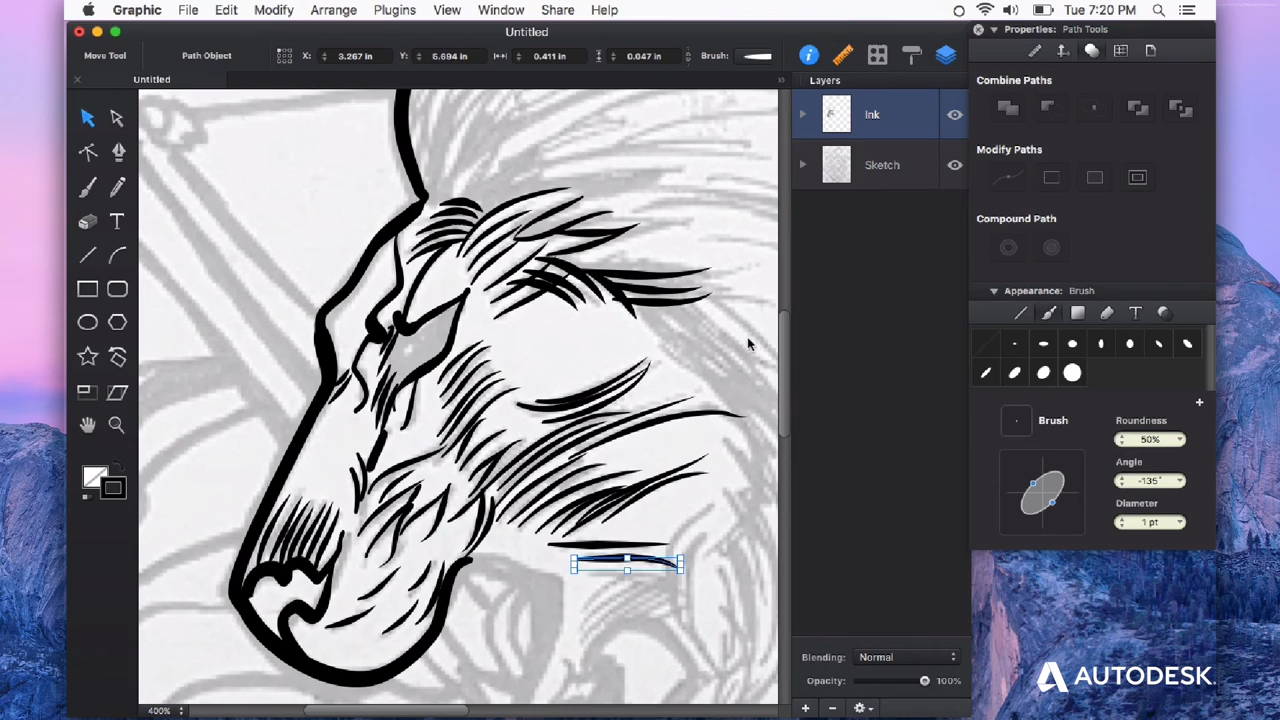 Graphic File Edit Modify Arrange Plugins View Window Share Help Tue 7:20 PM
Untitled
Properties: Path Tools
Move Tool Path Object X: 3.267 in Y: 5.694 in 0.411 in 0.047 in Brush:
Untitled
Layers
Combine Paths
Ink
Modify Paths
Sketch
Compound Path
T
Appearance: Brush
T
Brush
Roundness
50%
Angle
-135°
Diameter
1 pt
Blending: Normal
Opacity: 100%
400%
AUTODESK.